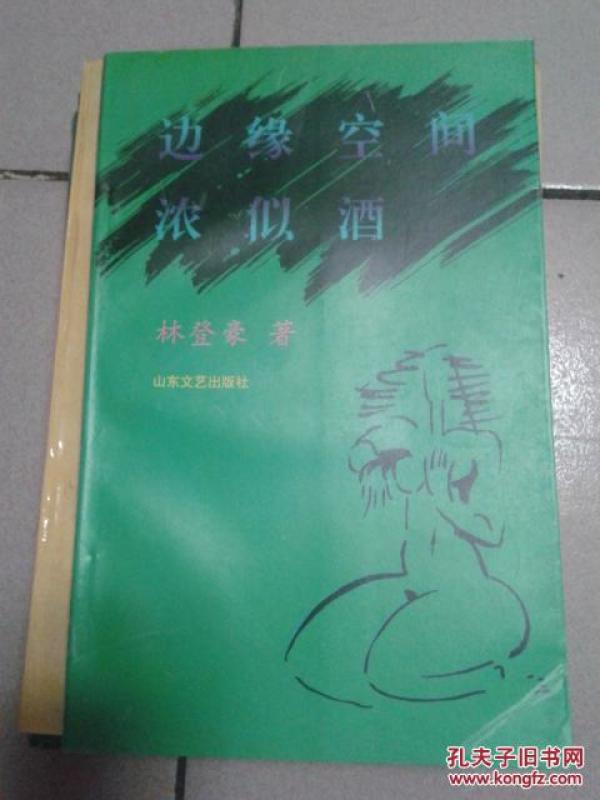 边缘空间
浓似酒
林登豪 著
山东文艺出版社
孔夫子旧书网
www.kongfz.com